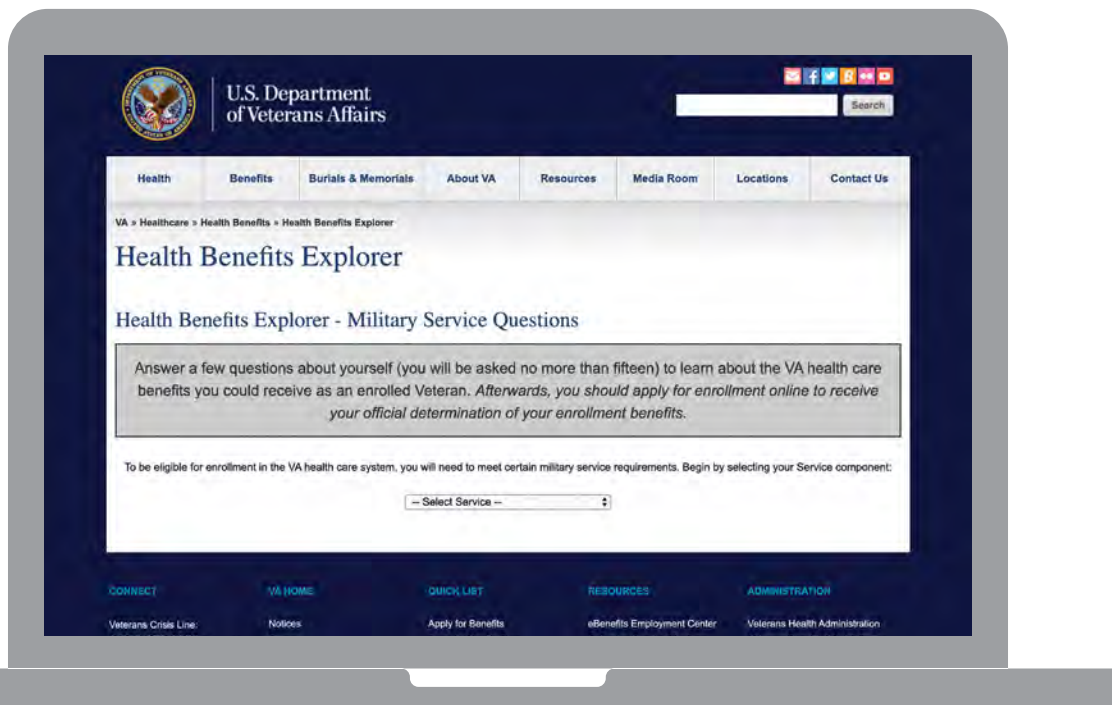 U.S. Department
of Veterans Affairs
Search
Health Benefits Burials & Memorials About VA Resources Media Room Locations Contact Us
VA » Healthcare » Health Benefits » Health Benefits Explorer
Health Benefits Explorer
Health Benefits Explorer - Military Service Questions
Answer a few questions about yourself (you will be asked no more than fifteen) to learn about the VA health care
benefits you could receive as an enrolled Veteran. Afterwards, you should apply for enrollment online to receive
your official determination of your enrollment benefits.
To be eligible for enrollment in the VA health care system, you will need to meet certain military service requirements. Begin by selecting your Service component:
-- Select Service --
CONNECT VA HOME QUICK LIST RESOURCES ADMINISTRATION
Veterans Crisis Line: Notices Apply for Benefits eBenefits Employment Center Veterans Health Administration